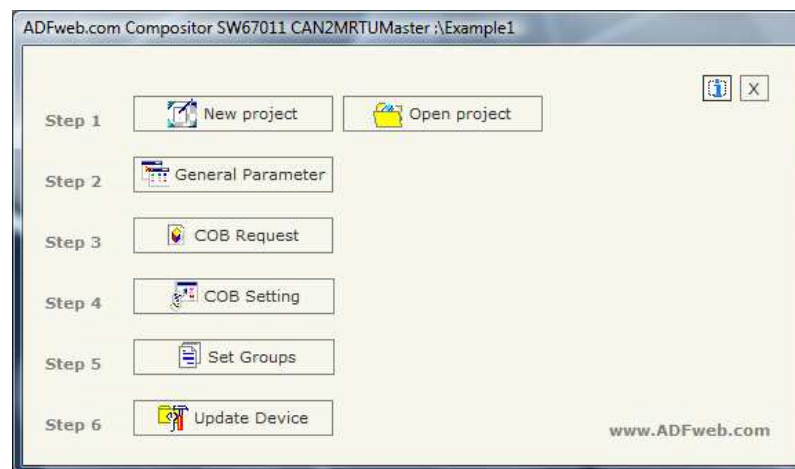 ADFweb.com Compositor SW67011 CAN2MRTUMaster :\Example1
i X
Step 1 New project Open project
Step 2 General Parameter
Step 3 COB Request
Step 4 COB Setting
Step 5 Set Groups
Step 6 Update Device
www.ADFweb.com